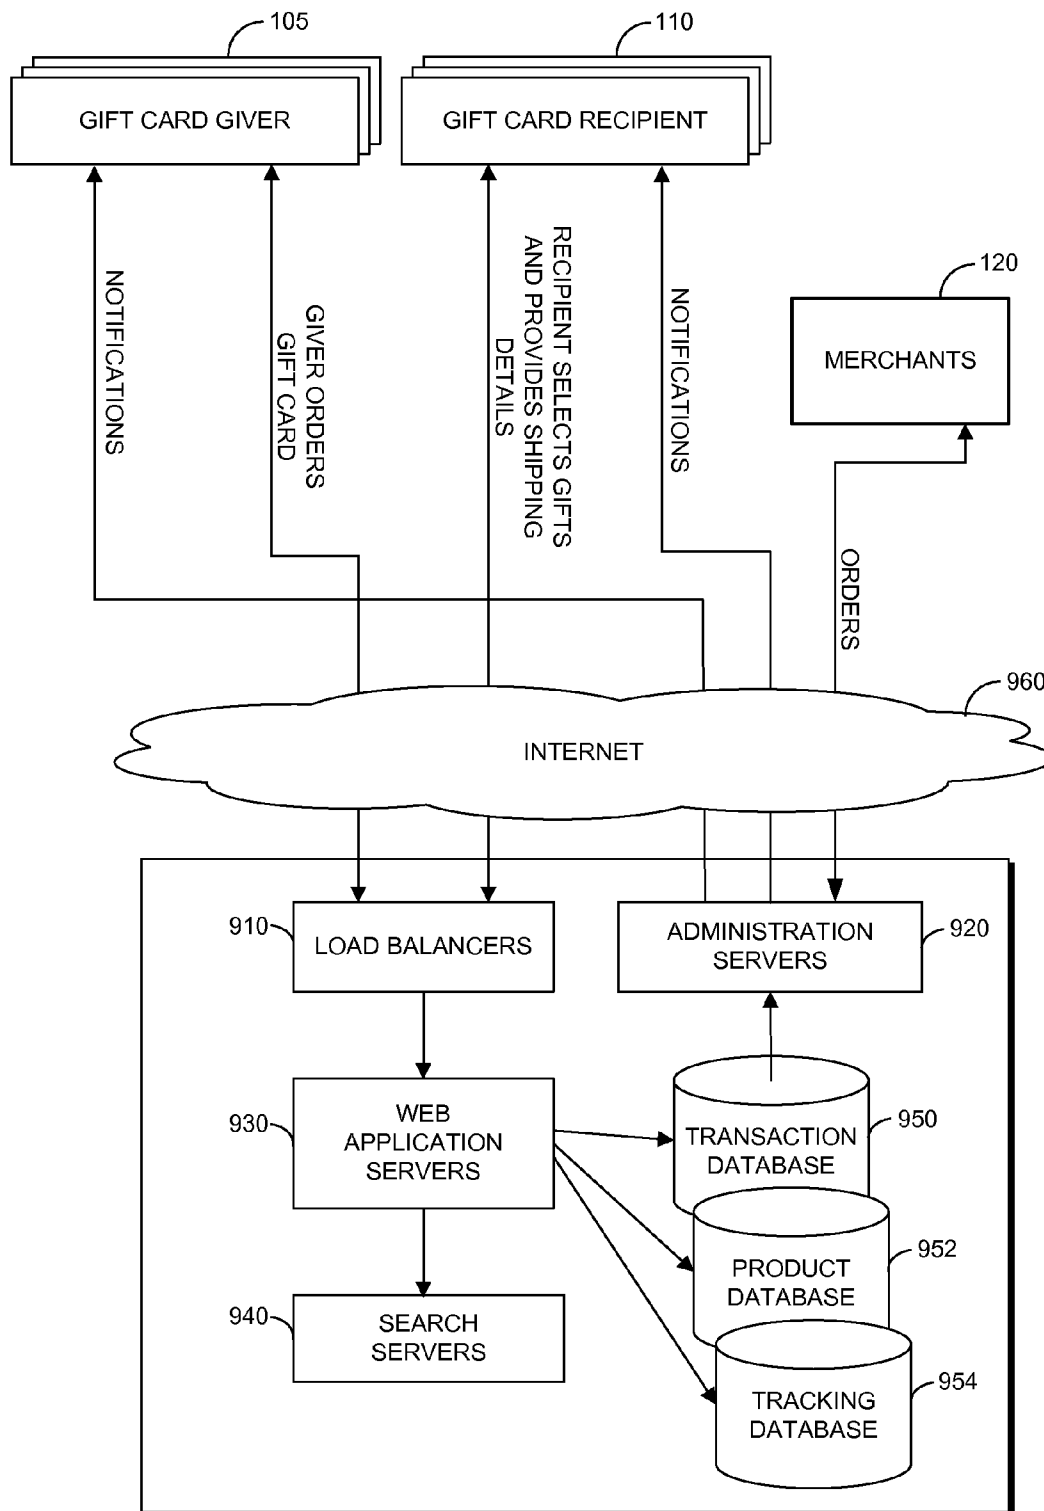 105
110
GIFT CARD GIVER
GIFT CARD RECIPIENT
NOTIFICATIONS
GIVER ORDERS
GIFT CARD
RECIPIENT SELECTS GIFTS
AND PROVIDES SHIPPING
DETAILS
NOTIFICATIONS
120
MERCHANTS
ORDERS
960
INTERNET
910
LOAD BALANCERS
ADMINISTRATION
SERVERS
920
930
WEB
APPLICATION
SERVERS
TRANSACTION
DATABASE
950
PRODUCT
DATABASE
952
940
SEARCH
SERVERS
TRACKING
DATABASE
954